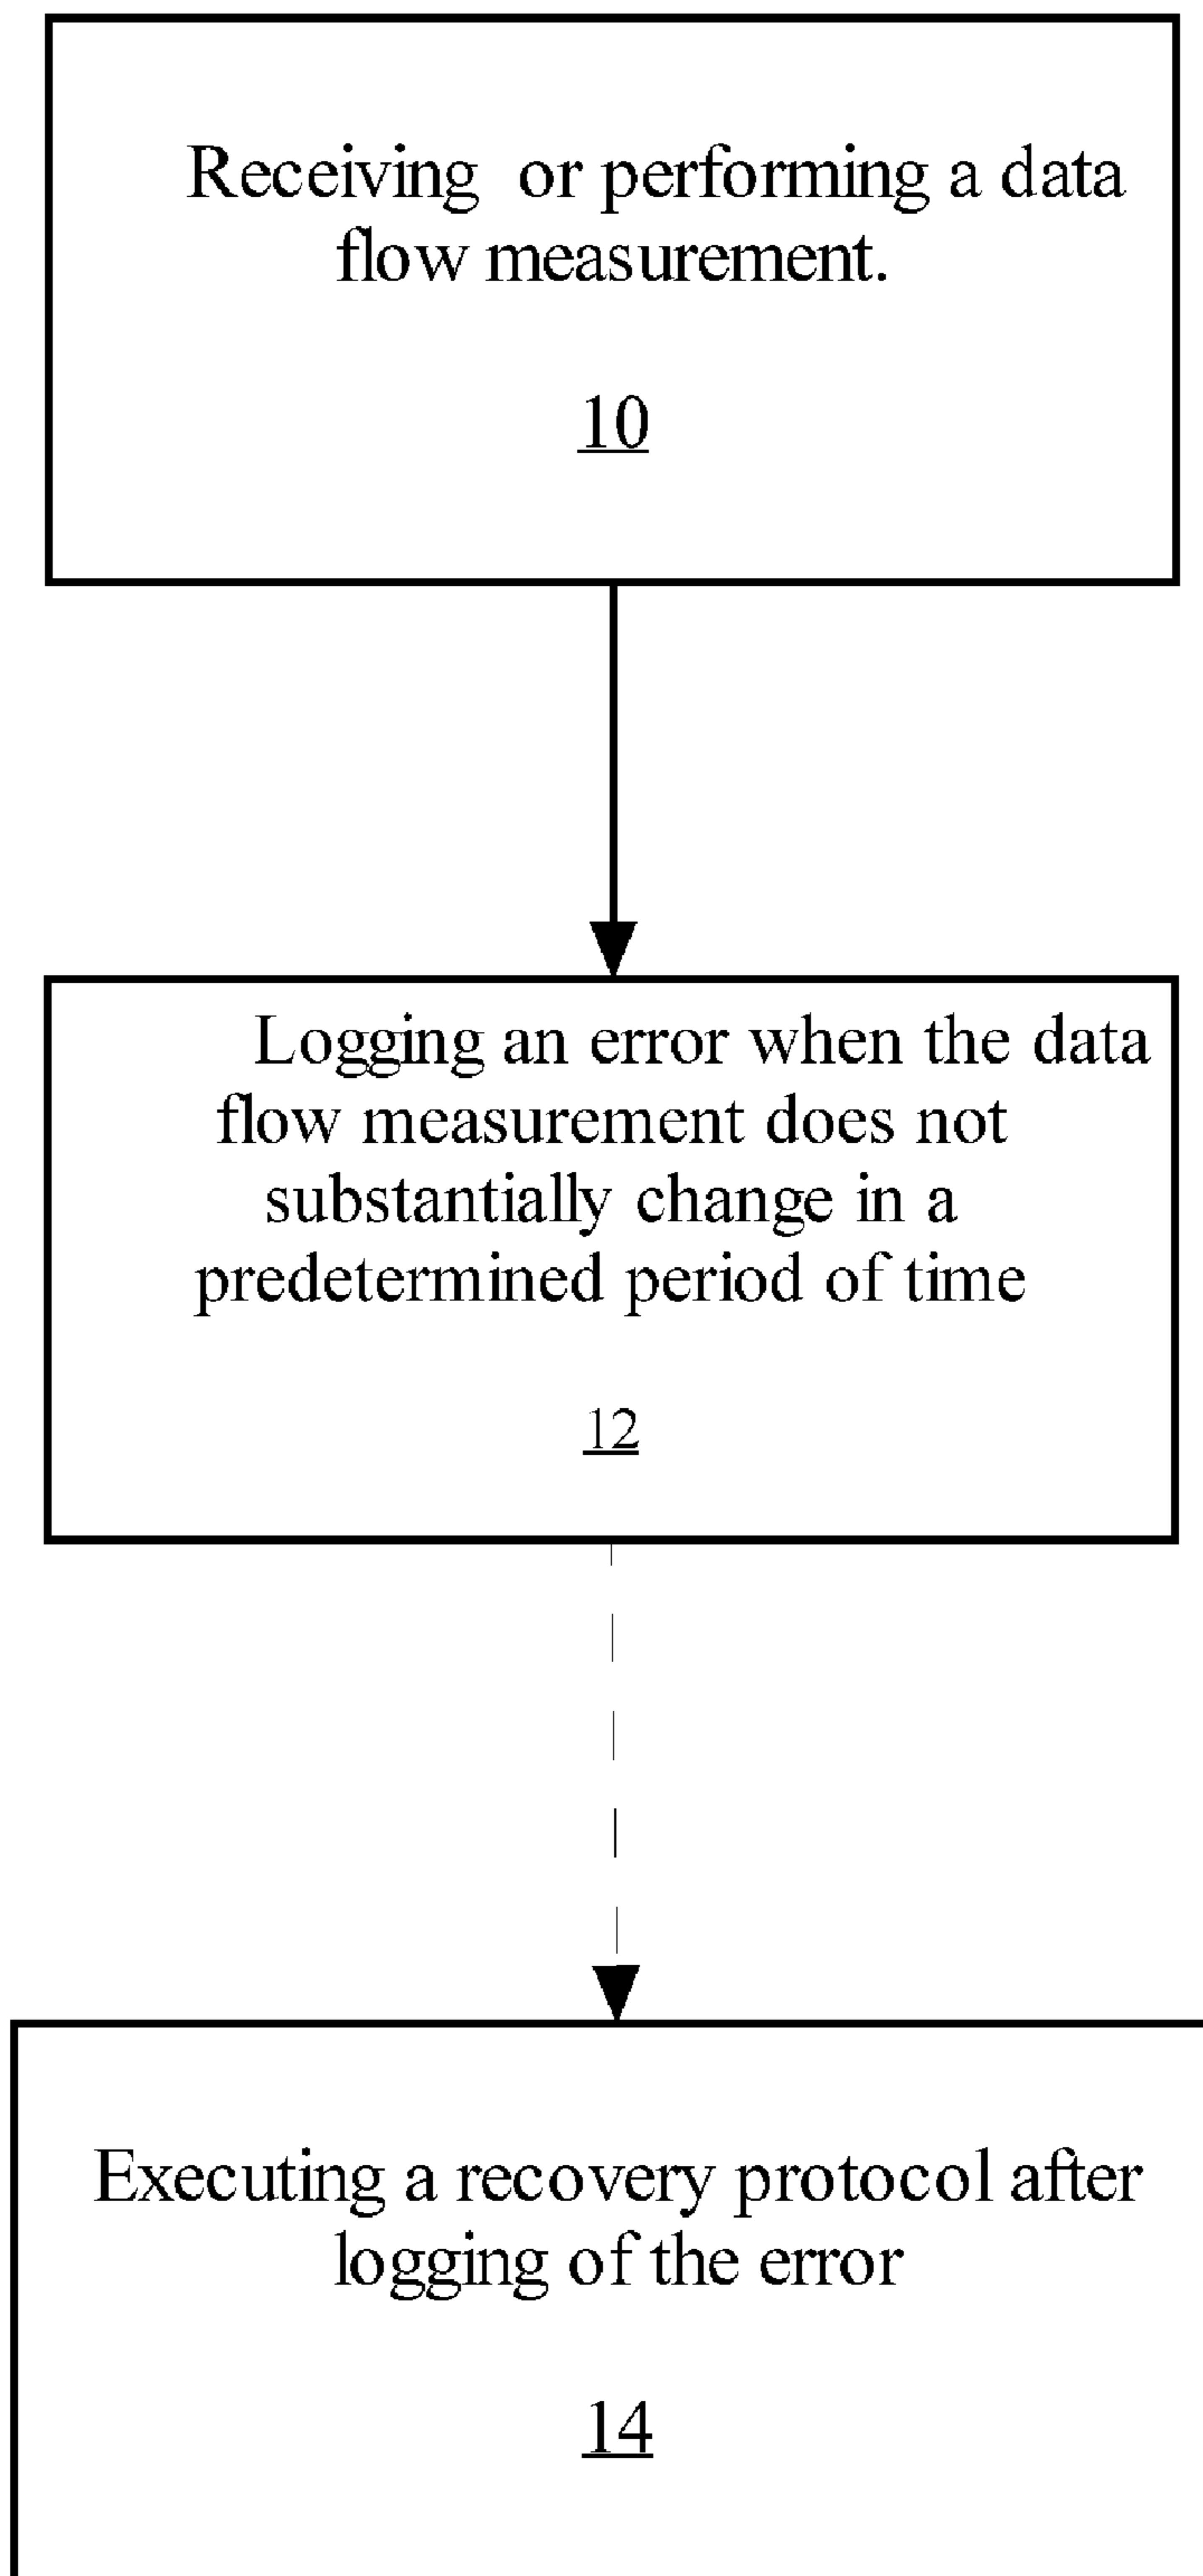 Receiving or performing a data
flow measurement.
10
Logging an error when the data
flow measurement does not
substantially change in a
predetermined period of time
12
Executing a recovery protocol after
logging of the error
14